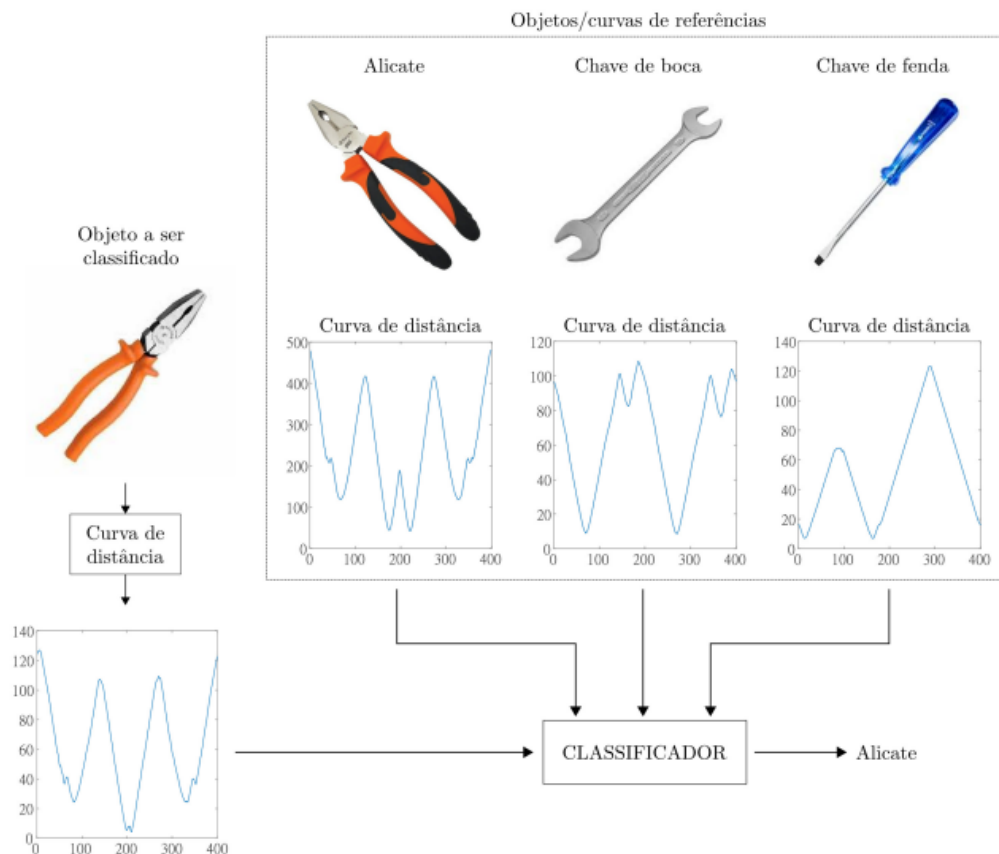 Objetos/curvas de referências
Alicate
Chave de boca
Chave de fenda
Objeto a ser
classificado
Curva de distância
500
400
300
200
100
0
0 100 200 300 400
Curva de distância
120
100
80
60
40
20
0
0 100 200 300 400
Curva de distância
140
120
100
80
60
40
20
0
0 100 200 300 400
Curva de
distância
140
120
100
80
60
40
20
0
0 100 200 300 400
CLASSIFICADOR
Alicate